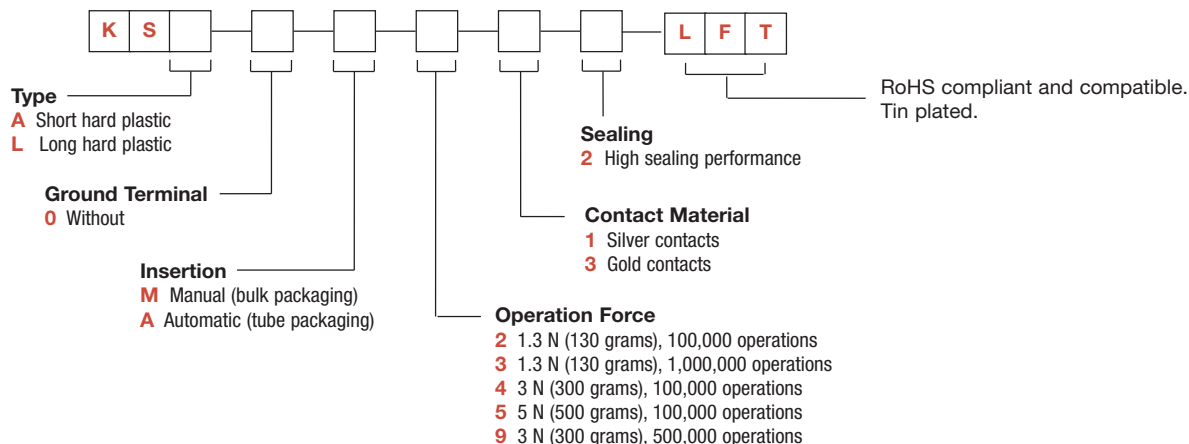 K S L F T
RoHS compliant and compatible.
Tin plated.
Type
A Short hard plastic
L Long hard plastic
Sealing
2 High sealing performance
Ground Terminal
0 Without
Contact Material
1 Silver contacts
3 Gold contacts
Insertion
M Manual (bulk packaging)
A Automatic (tube packaging)
Operation Force
2 1.3 N (130 grams), 100,000 operations
3 1.3 N (130 grams), 1,000,000 operations
4 3 N (300 grams), 100,000 operations
5 5 N (500 grams), 100,000 operations
9 3 N (300 grams), 500,000 operations